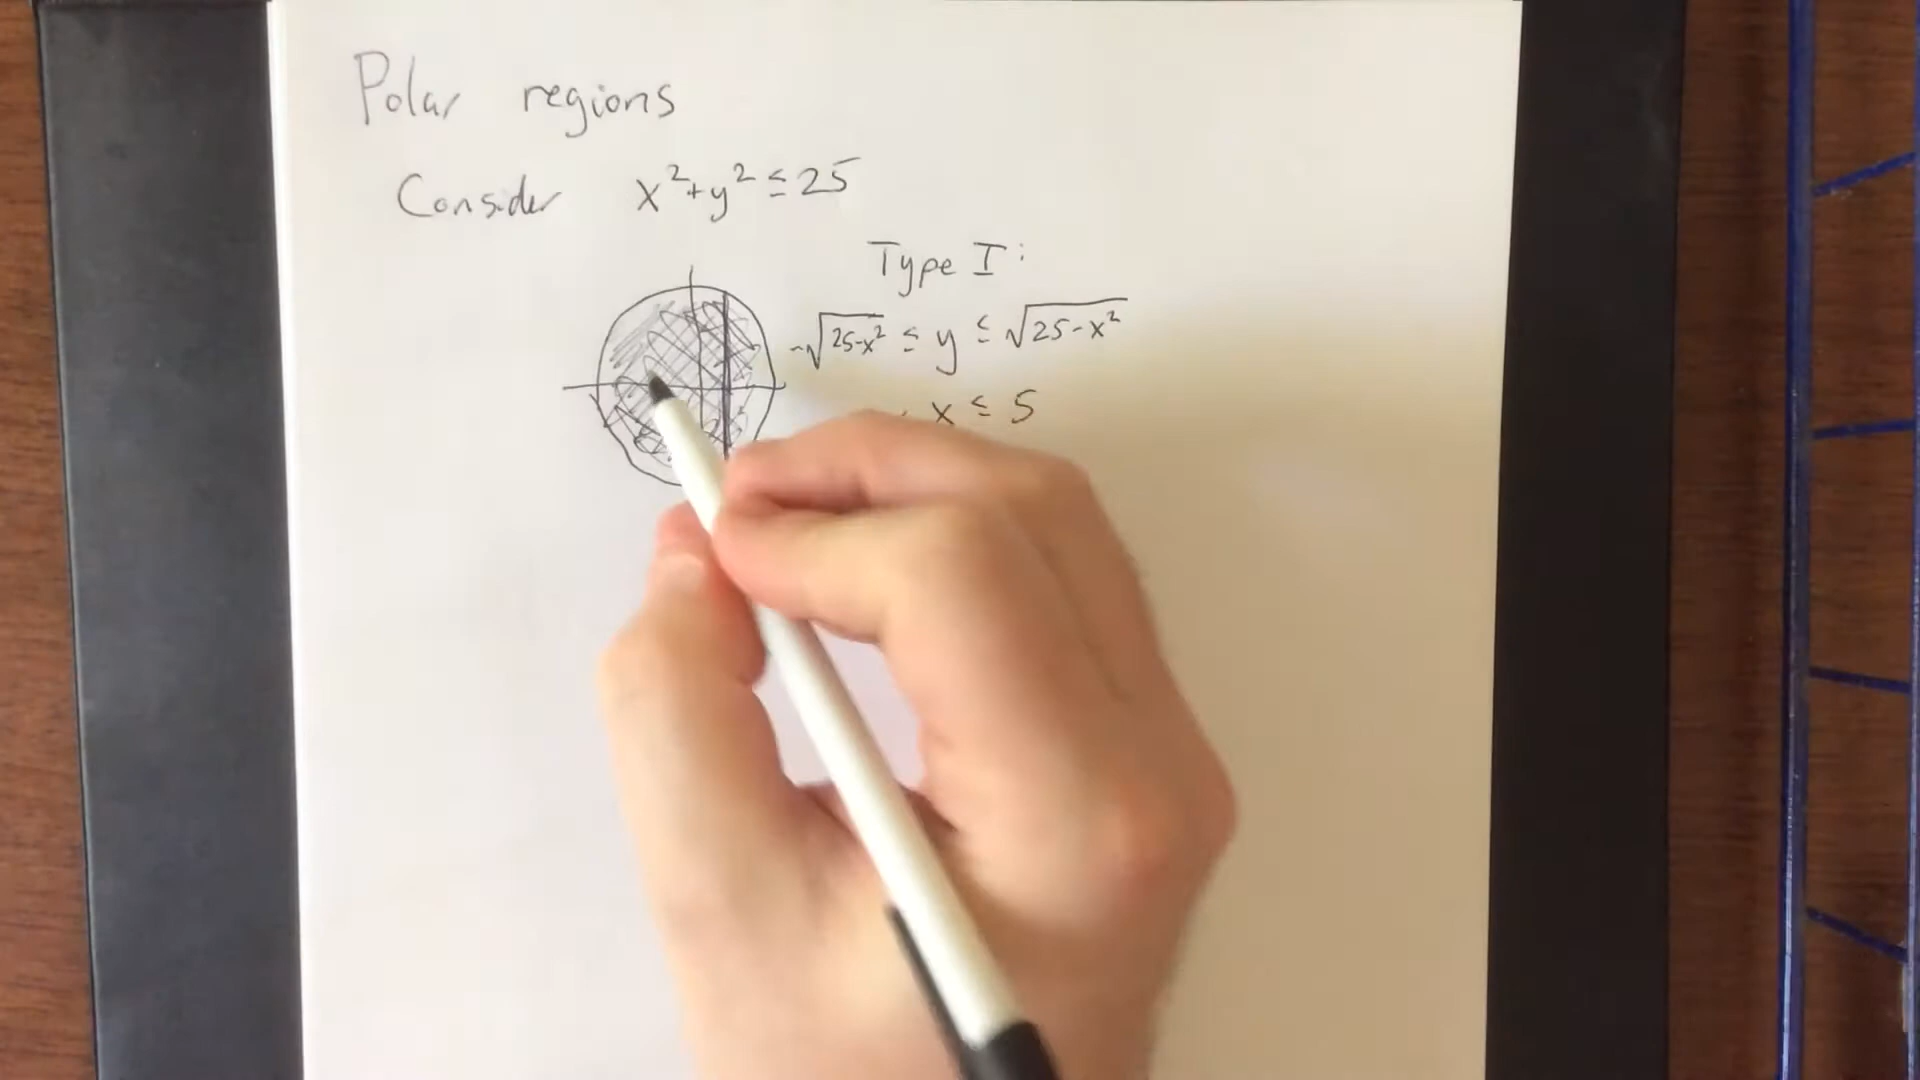 Polar regions
Consider x²+y² ≤ 25
Type I:
-√25-x² ≤ y ≤ √25-x²
x ≤ 5